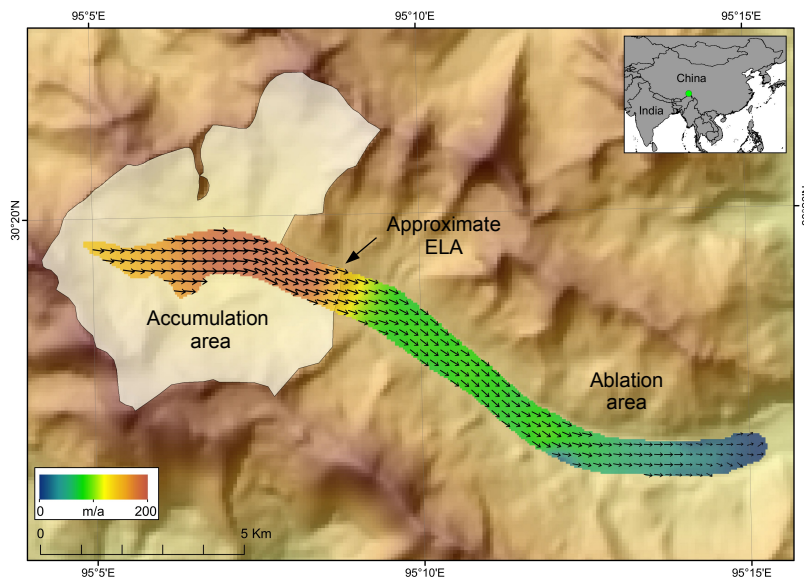 95°5'E
95°10'E
95°15'E
China
India
30°20'N
Approximate
ELA
Accumulation
area
Ablation
area
0
m/a
200
0
5 Km
95°5'E
95°10'E
95°15'E